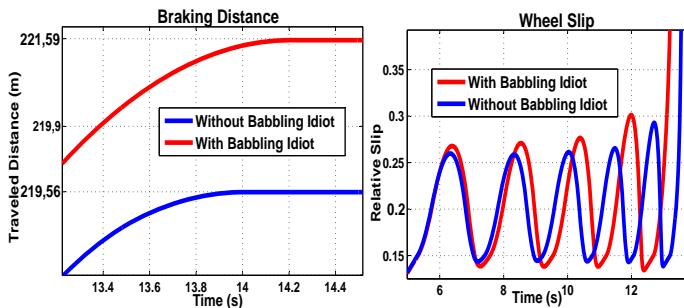 Braking Distance
Traveled Distance (m)
221,59
219,9
219,56
Without Babbling Idiot
With Babbling Idiot
13.4
13.6
13.8
14
14.2
14.4
Time (s)
Wheel Slip
Relative Slip
0.35
0.3
0.25
0.2
0.15
With Babbling Idiot
Without Babbling Idiot
6
8
10
12
Time (s)